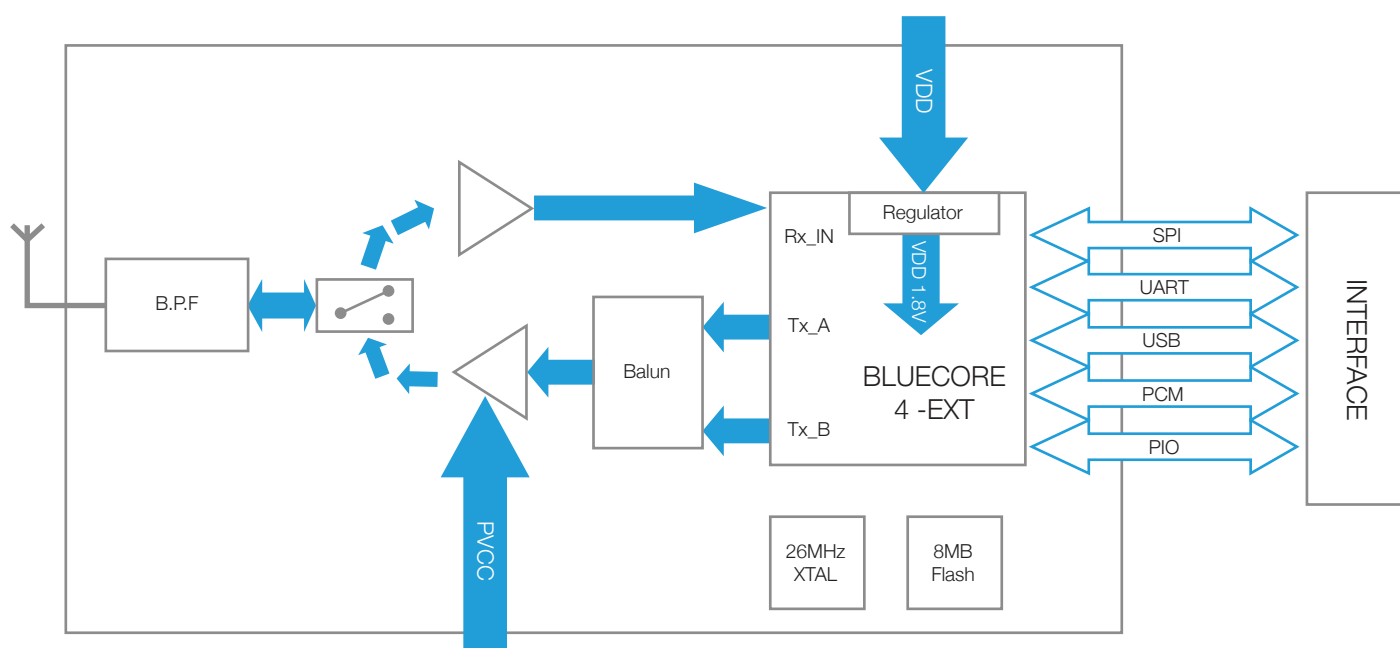 VDD
Regulator
Rx_IN
VDD 1.8V
SPI
UART
USB
PCM
PIO
INTERFACE
B.P.F
Balun
Tx_A
Tx_B
BLUECORE
4 -EXT
PVCC
26MHz
XTAL
8MB
Flash